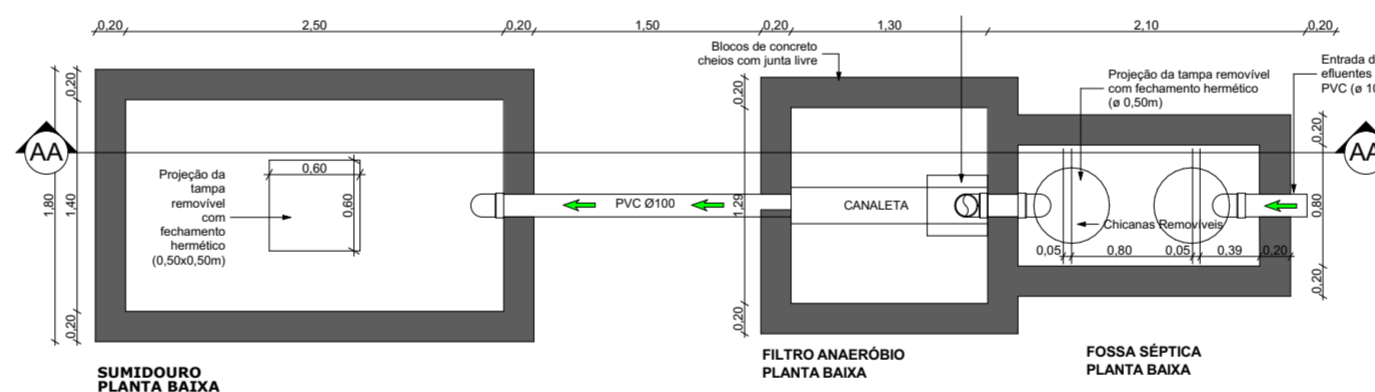 0,20
2,50
0,20
1,50
0,20
1,30
2,10
0,20
Blocos de concreto
cheios com junta livre
Projeção da tampa removível
com fechamento hermético
(ø 0,50m)
Entrada d
efluentes
PVC (ø 10
AA
1.80
0,20
1.40
0,20
Projeção da
tampa
removível
com
fechamento
hermético
(0,50x0,50m)
0,60
0,60
PVC Ø100
0,20
1.29
0,20
CANALETA
Chicanas Removíveis
0,05
0,80
0,05
0,39
0,20
0,20
0,80
0,20
AA
SUMIDOURO
PLANTA BAIXA
FILTRO ANAERÓBIO
PLANTA BAIXA
FOSSA SÉPTICA
PLANTA BAIXA